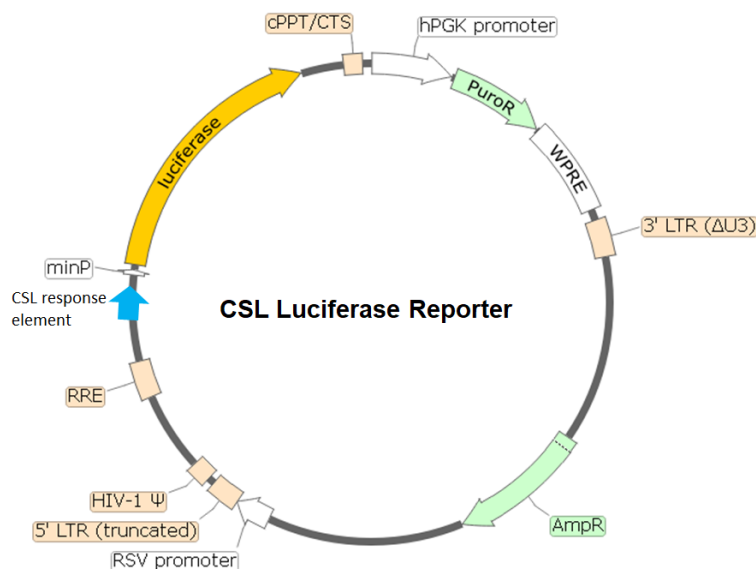 cPPT/CTS
hPGK promoter
PuroR
WPRE
luciferase
3' LTR (ΔU3)
minP
CSL response
element
CSL Luciferase Reporter
RRE
HIV-1 Ψ
5' LTR (truncated)
RSV promoter
AmpR